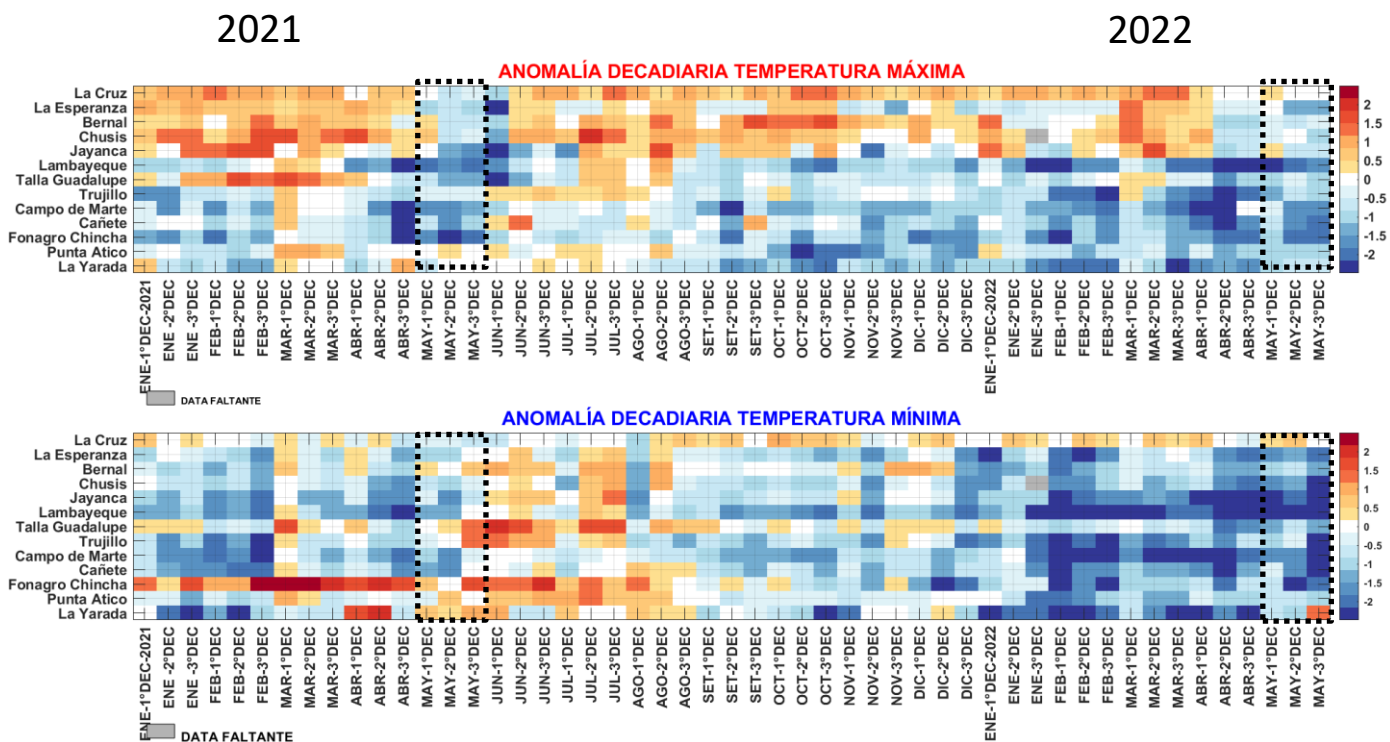 2021 2022
ANOMALÍA DECADIARIA TEMPERATURA MÁXIMA
La Cruz
La Esperanza
Bernal
Chusis
Jayanca
Lambayeque
Talla Guadalupe
Trujillo
Campo de Marte
Cañete
Fonagro Chincha
Punta Atico
La Yarada
2
1.5
1
0.5
0
-0.5
-1
-1.5
-2
ENE-1°DEC-2021
ENE -2°DEC
ENE -3°DEC
FEB-1°DEC
FEB-2°DEC
FEB-3°DEC
MAR-1°DEC
MAR-2°DEC
MAR-3°DEC
ABR-1°DEC
ABR-2°DEC
ABR-3°DEC
MAY-1°DEC
MAY-2°DEC
MAY-3°DEC
JUN-1°DEC
JUN-2°DEC
JUN-3°DEC
JUL-1°DEC
JUL-2°DEC
JUL-3°DEC
AGO-1°DEC
AGO-2°DEC
AGO-3°DEC
SET-1°DEC
SET-2°DEC
SET-3°DEC
OCT-1°DEC
OCT-2°DEC
OCT-3°DEC
NOV-1°DEC
NOV-2°DEC
NOV-3°DEC
DIC-1°DEC
DIC-2°DEC
DIC-3°DEC
ENE-1°DEC-2022
ENE-2°DEC
ENE-3°DEC
FEB-1°DEC
FEB-2°DEC
FEB-3°DEC
MAR-1°DEC
MAR-2°DEC
MAR-3°DEC
ABR-1°DEC
ABR-2°DEC
ABR-3°DEC
MAY-1°DEC
MAY-2°DEC
MAY-3°DEC
DATA FALTANTE
ANOMALÍA DECADIARIA TEMPERATURA MÍNIMA
La Cruz
La Esperanza
Bernal
Chusis
Jayanca
Lambayeque
Talla Guadalupe
Trujillo
Campo de Marte
Cañete
Fonagro Chincha
Punta Atico
La Yarada
2
1.5
1
0.5
0
-0.5
-1
-1.5
-2
ENE-1°DEC-2021
ENE -2°DEC
ENE -3°DEC
FEB-1°DEC
FEB-2°DEC
FEB-3°DEC
MAR-1°DEC
MAR-2°DEC
MAR-3°DEC
ABR-1°DEC
ABR-2°DEC
ABR-3°DEC
MAY-1°DEC
MAY-2°DEC
MAY-3°DEC
JUN-1°DEC
JUN-2°DEC
JUN-3°DEC
JUL-1°DEC
JUL-2°DEC
JUL-3°DEC
AGO-1°DEC
AGO-2°DEC
AGO-3°DEC
SET-1°DEC
SET-2°DEC
SET-3°DEC
OCT-1°DEC
OCT-2°DEC
OCT-3°DEC
NOV-1°DEC
NOV-2°DEC
NOV-3°DEC
DIC-1°DEC
DIC-2°DEC
DIC-3°DEC
ENE-1°DEC-2022
ENE-2°DEC
ENE-3°DEC
FEB-1°DEC
FEB-2°DEC
FEB-3°DEC
MAR-1°DEC
MAR-2°DEC
MAR-3°DEC
ABR-1°DEC
ABR-2°DEC
ABR-3°DEC
MAY-1°DEC
MAY-2°DEC
MAY-3°DEC
DATA FALTANTE